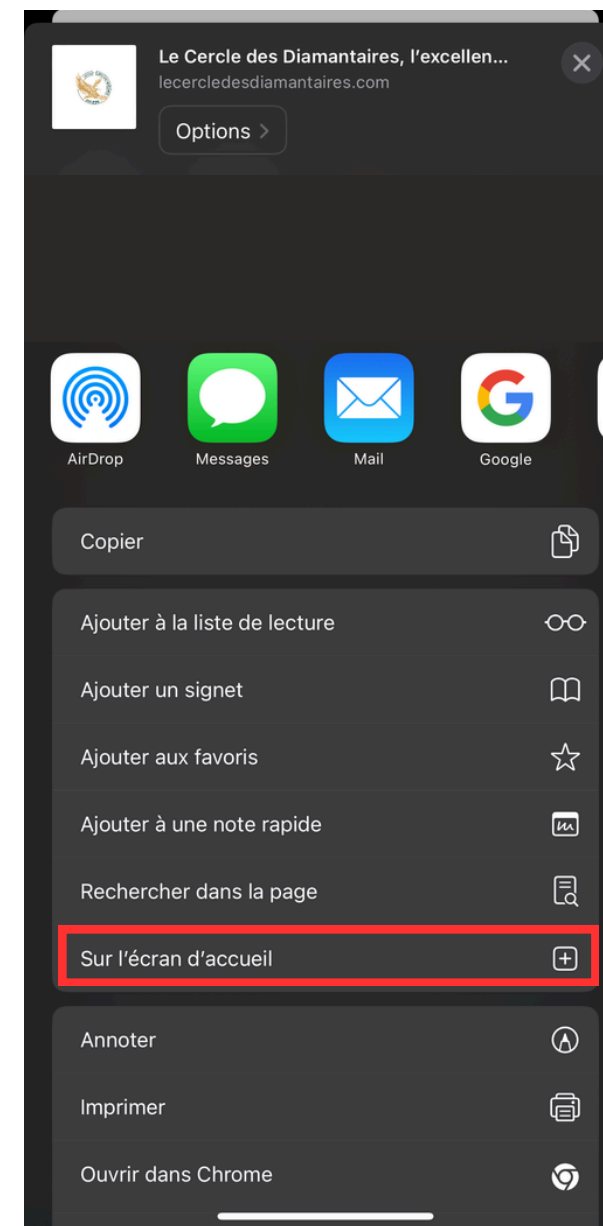 Le Cercle des Diamantaires, l’excellen...
lecercledesdiamantaires.com
Options
AirDrop
Messages
Mail
Google
Copier
Ajouter à la liste de lecture
Ajouter un signet
Ajouter aux favoris
Ajouter à une note rapide
Rechercher dans la page
Sur l’écran d’accueil
Annoter
Imprimer
Ouvrir dans Chrome